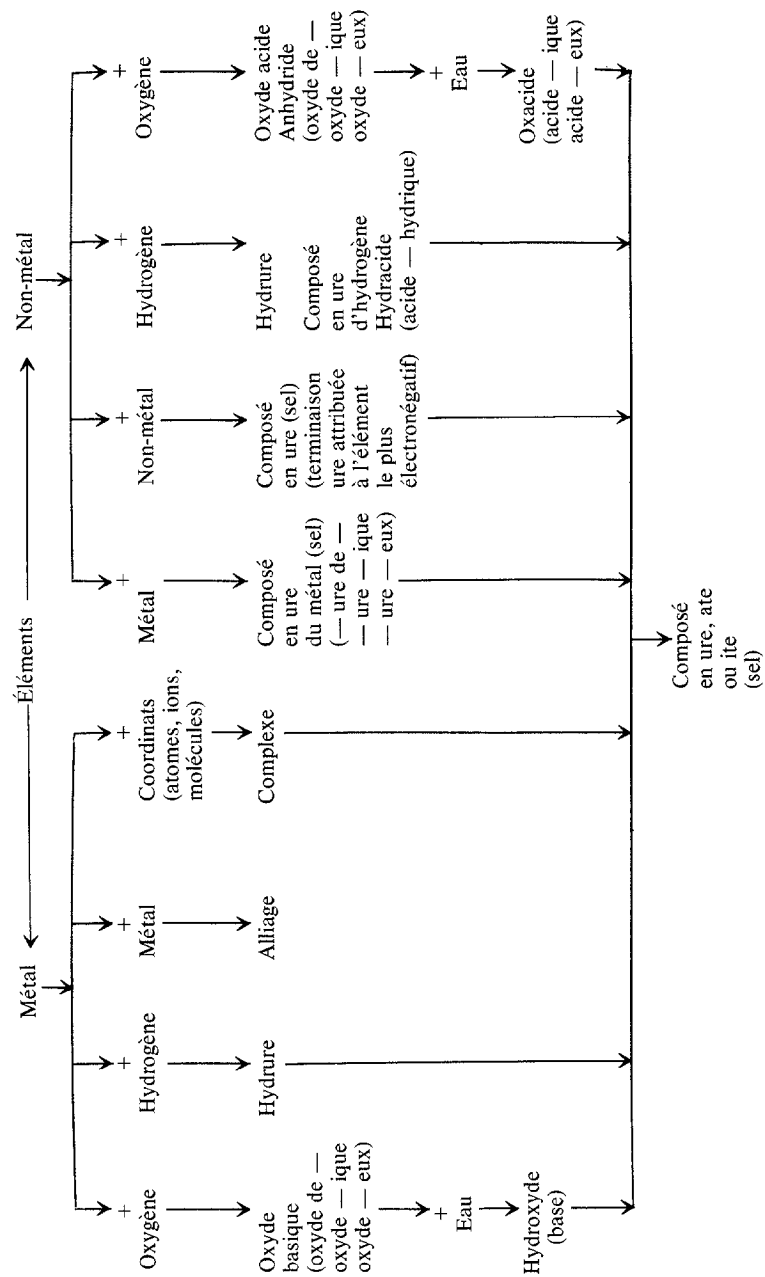 Éléments
Métal
Non-métal
+
Oxygène
+
Hydrogène
+
Métal
+
Coordinats
(atomes, ions,
molécules)
+
Métal
+
Non-métal
+
Hydrogène
+
Oxygène
Oxyde
basique
(oxyde de —
oxyde — ique
oxyde — eux)
Hydrure
Alliage
Complexe
Composé
en ure
du métal (sel)
(— ure de —
— ure — ique
— ure — eux)
Composé
en ure (sel)
(terminaison
ure attribuée
à l'élément
le plus
électronégatif)
Hydrure
Composé
en ure
d'hydrogène
Hydracide
(acide — hydrique)
Oxyde acide
Anhydride
(oxyde de —
oxyde — ique
oxyde — eux)
+
Eau
Hydroxyde
(base)
+
Eau
Oxacide
(acide — ique
acide — eux)
Composé
en ure, ate
ou ite
(sel)